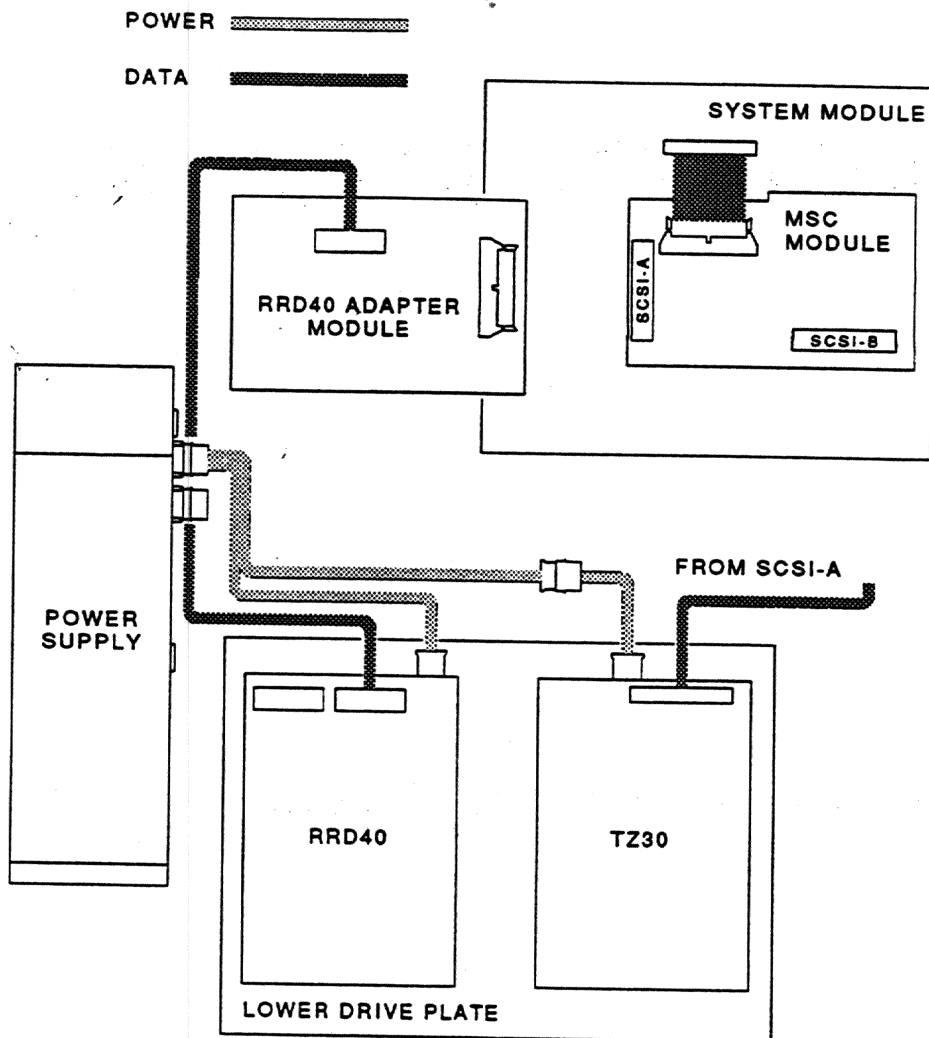 POWER
DATA
SYSTEM MODULE
MSC
MODULE
SCSI-A
SCSI-B
RRD40 ADAPTER
MODULE
POWER
SUPPLY
FROM SCSI-A
RRD40
TZ30
LOWER DRIVE PLATE